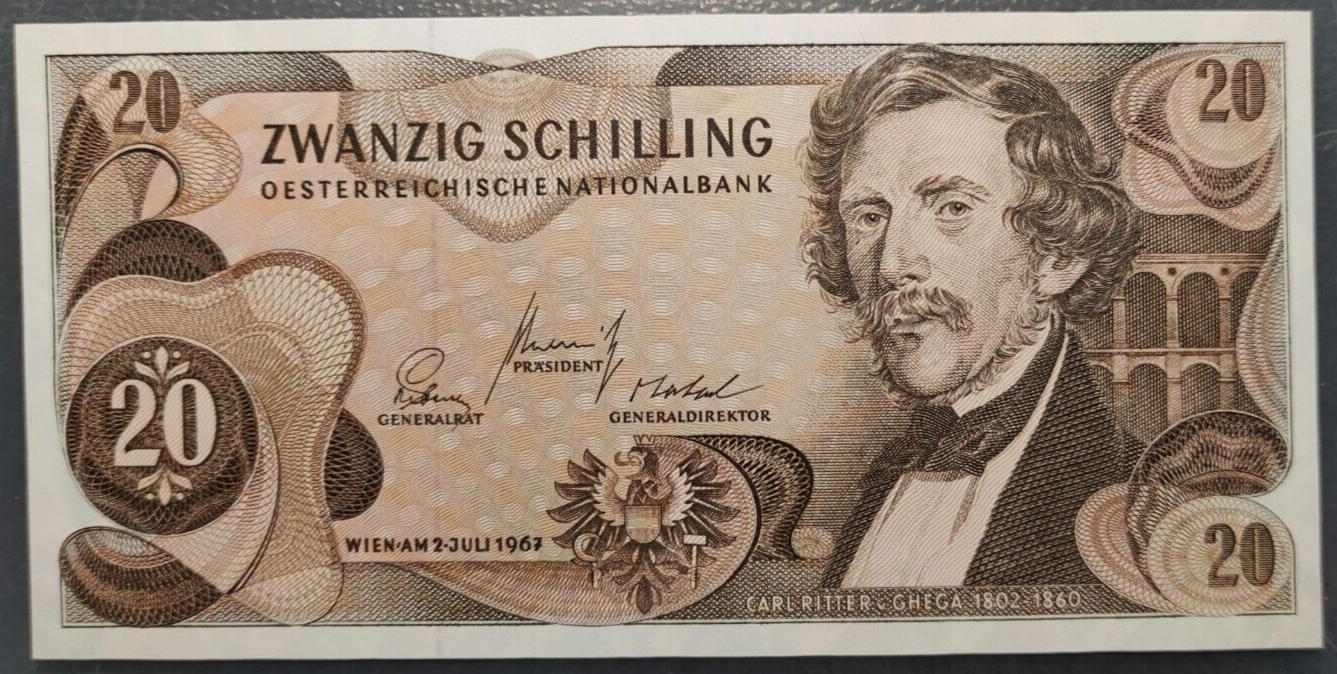 20
20
ZWANZIG SCHILLING
OESTERREICHISCHE NATIONALBANK
PRÄSIDENT
GENERALRAT
GENERALDIREKTOR
20
WIEN·AM 2·JULI 1967
20
CARL RITTER v. GHEGA 1802-1860